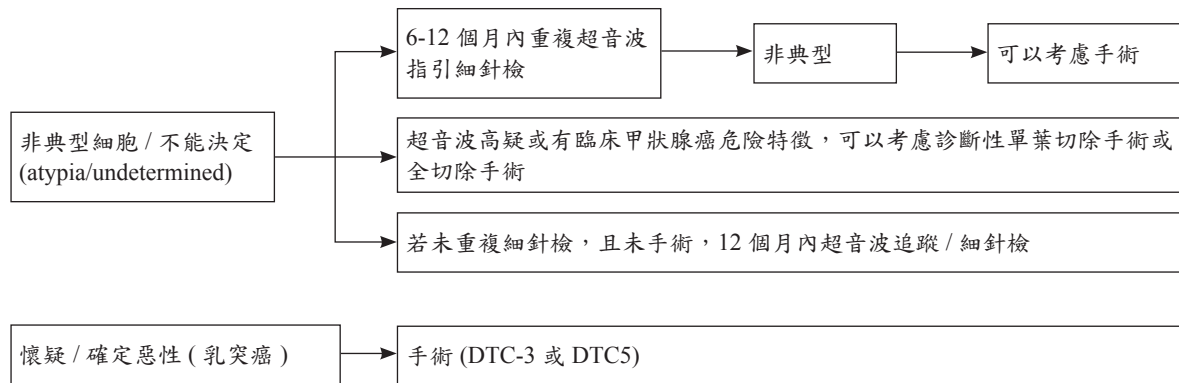 6-12 個月內重複超音波
指引細針檢
非典型
可以考慮手術
非典型細胞 / 不能決定
(atypia/undetermined)
超音波高疑或有臨床甲狀腺癌危險特徵，可以考慮診斷性單葉切除手術或
全切除手術
若未重複細針檢，且未手術，12 個月內超音波追蹤 / 細針檢
懷疑 / 確定惡性 ( 乳突癌 )
手術 (DTC-3 或 DTC5)